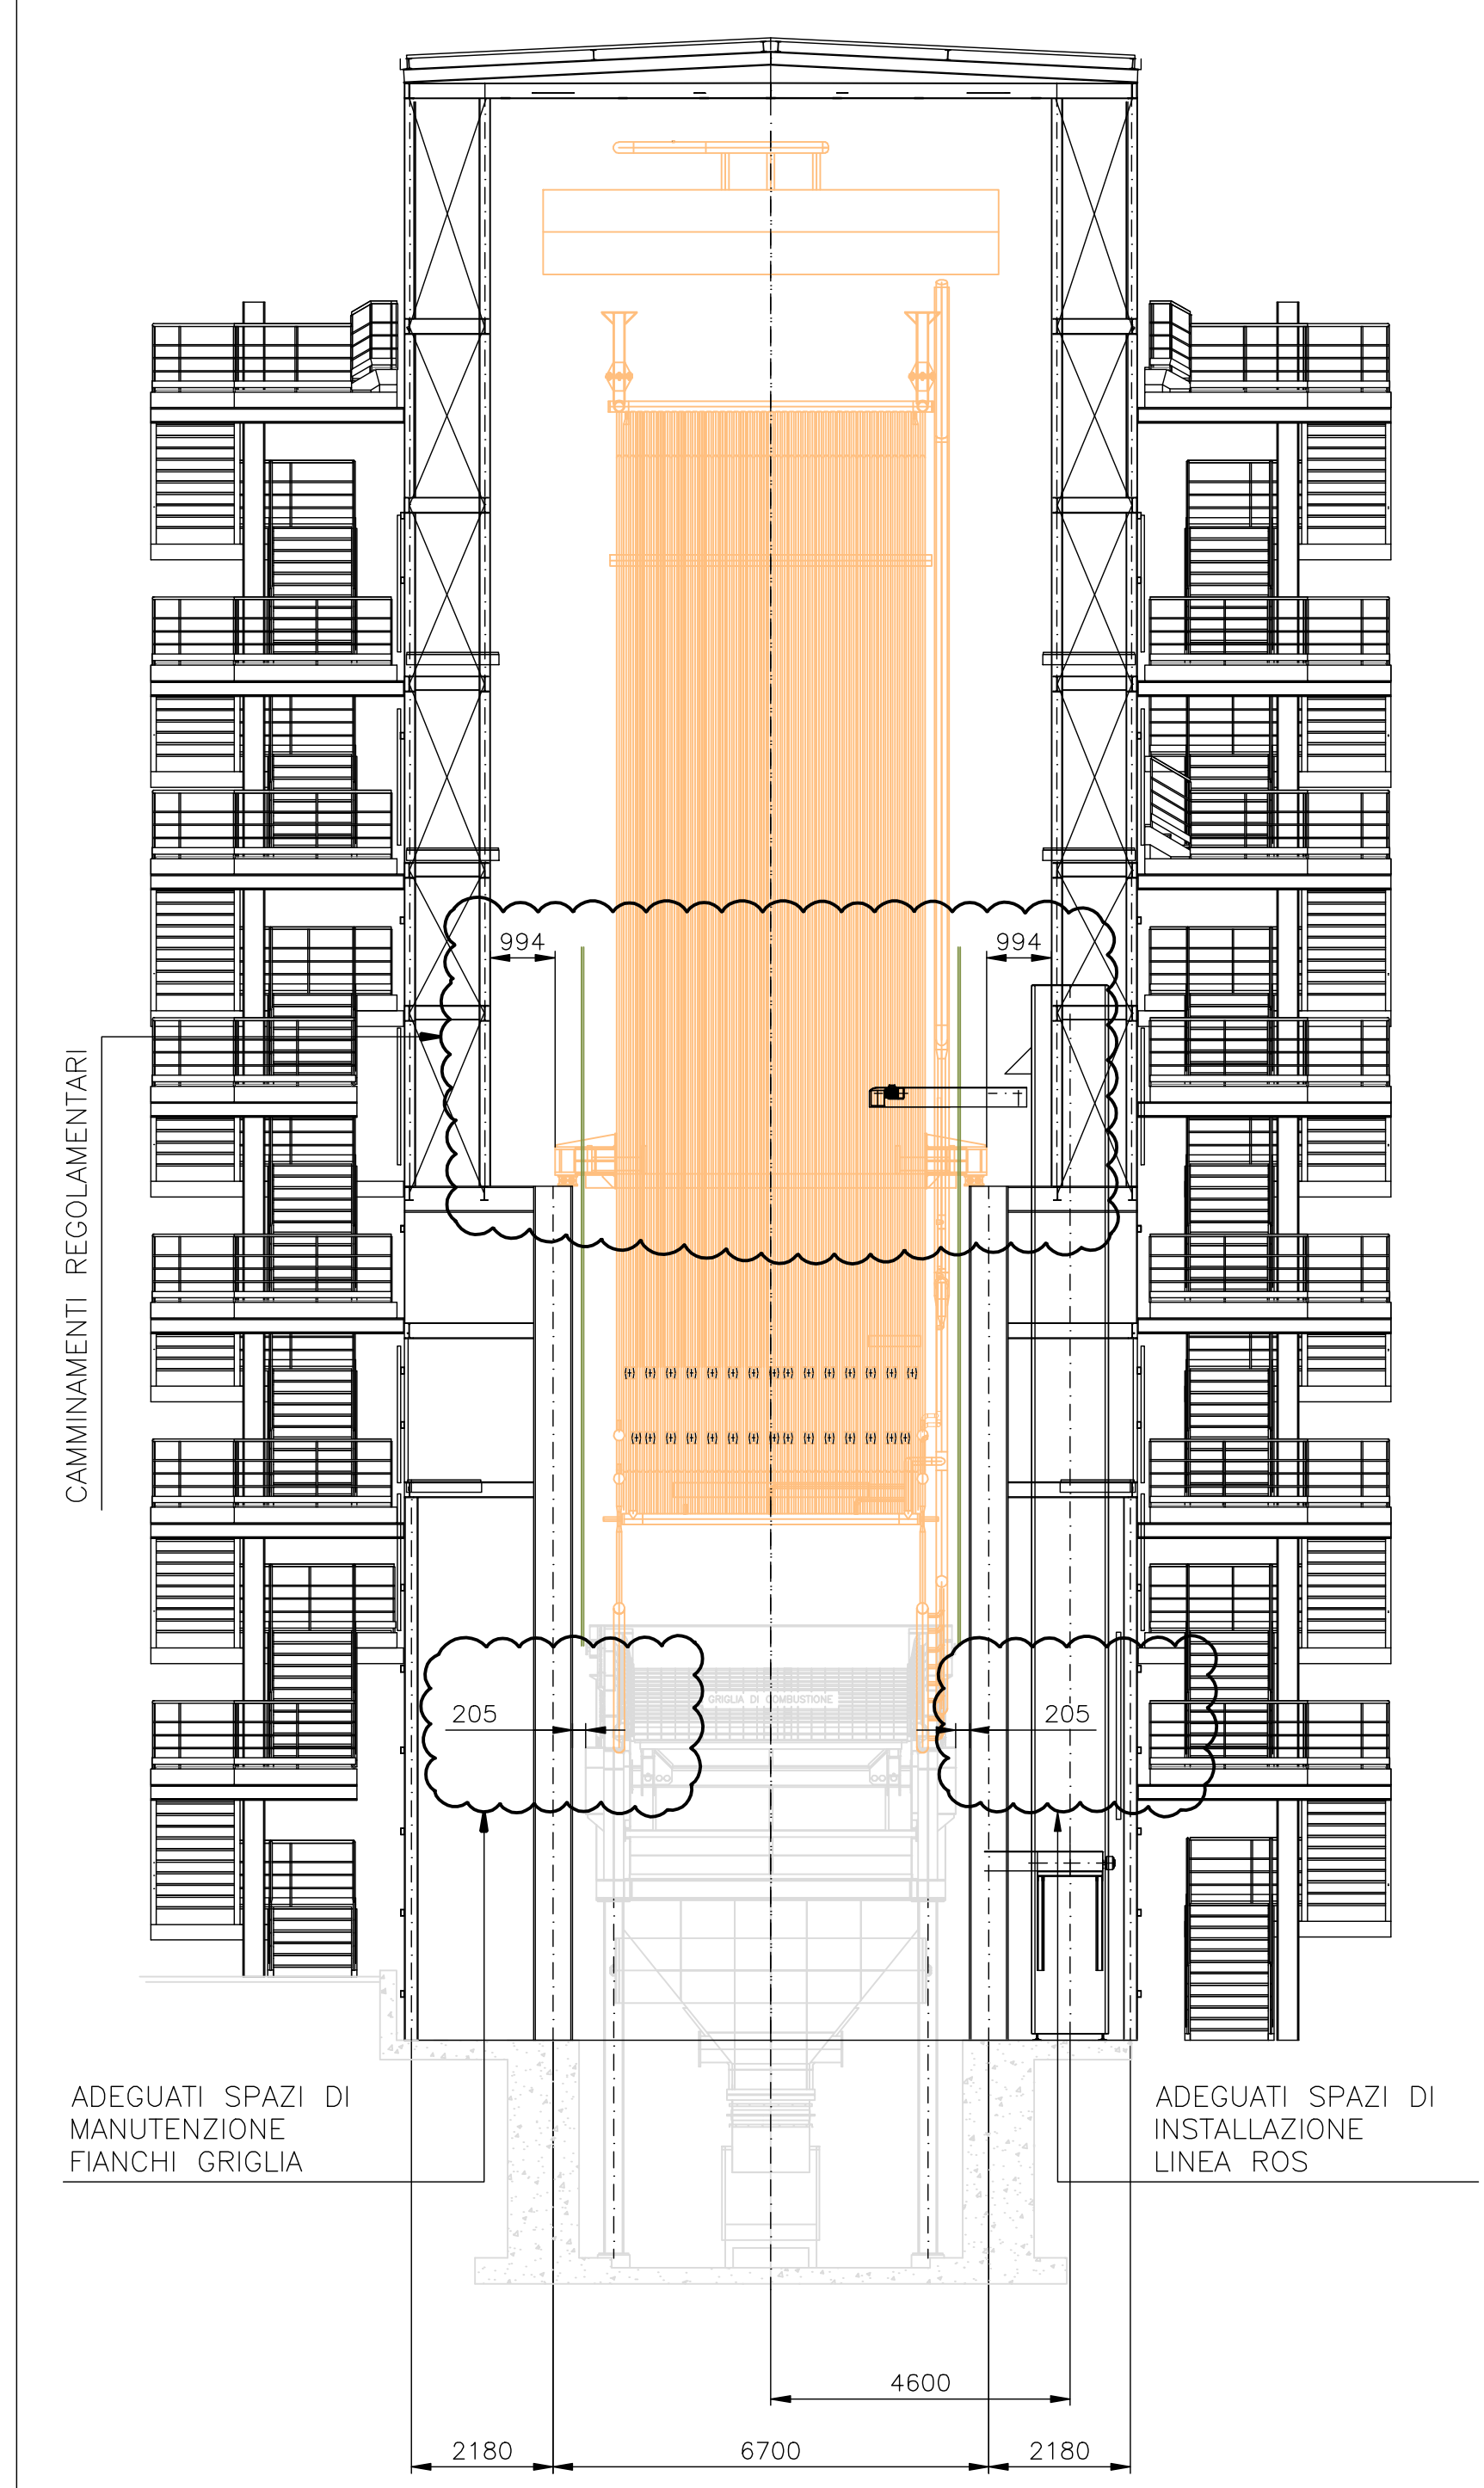 994
994
CAMMINAMENTI REGOLAMENTARI
GRIGLIA DI COMBUSTIONE
205
205
ADEGUATI SPAZI DI
MANUTENZIONE
FIANCHI GRIGLIA
ADEGUATI SPAZI DI
INSTALLAZIONE
LINEA ROS
4600
2180
6700
2180